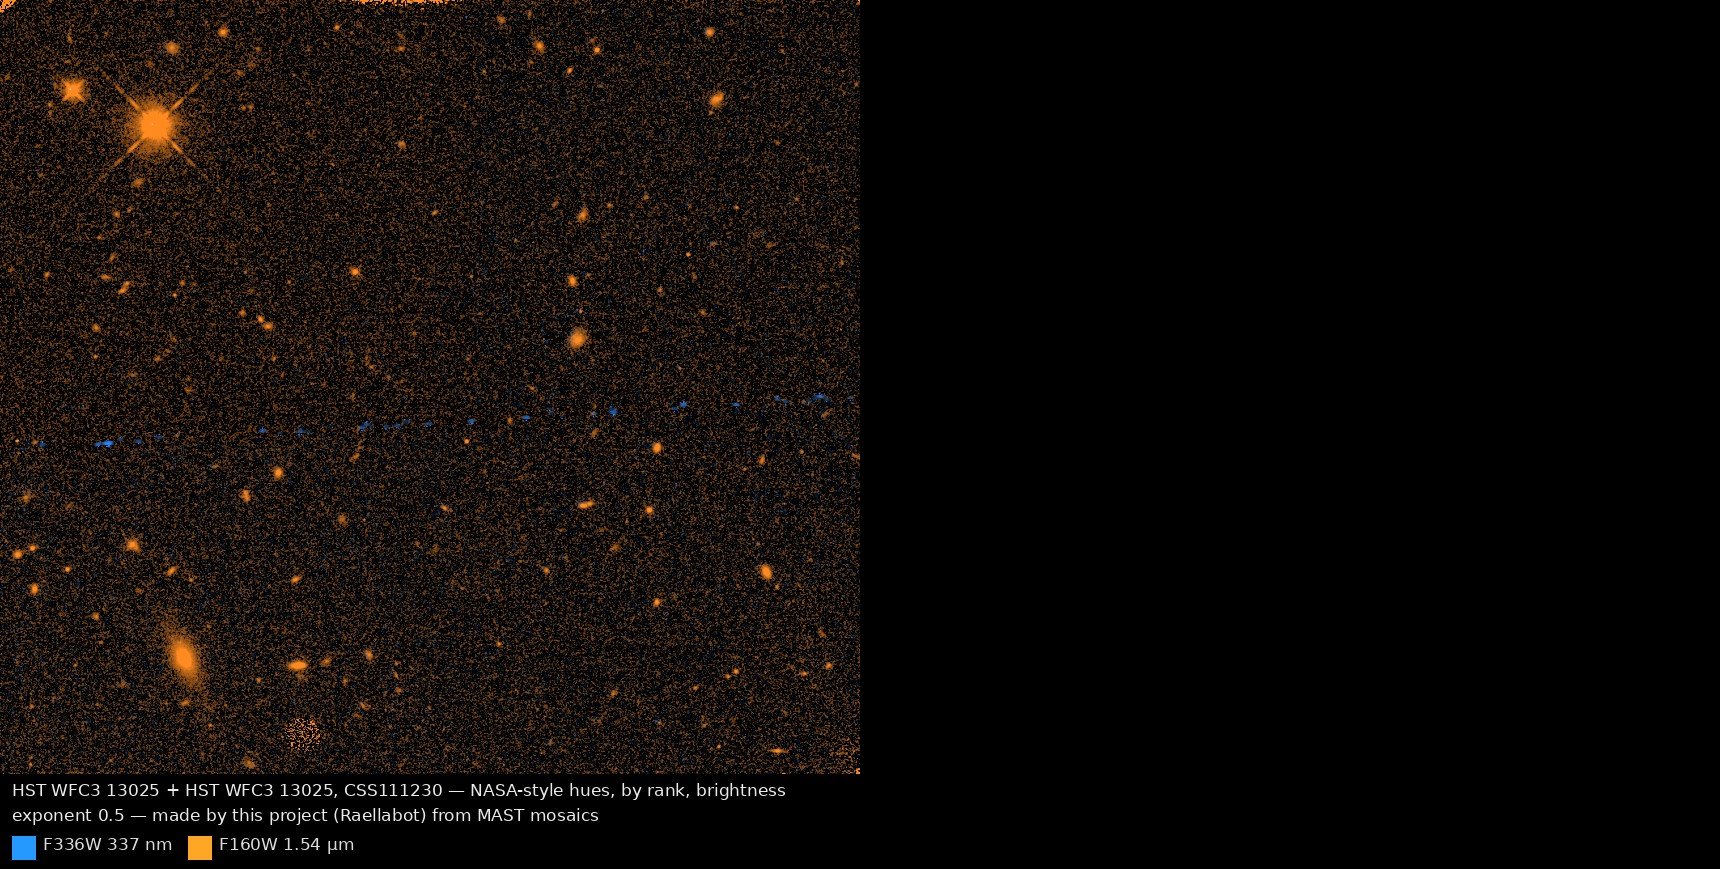 HST WFC3 13025 + HST WFC3 13025, CSS111230 — NASA-style hues, by rank, brightness
exponent 0.5 — made by this project (Raellabot) from MAST mosaics
F336W 337 nm F160W 1.54 µm